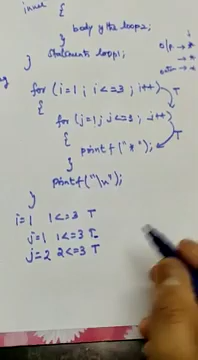 inner {
body of the loop2;
}
} statements loop1;
for (i=1; i<=3; i++)
{
for (j=1; j<=3; j++)
{
printf("*");
}
printf("\n");
}
i=1 1<=3 T
j=1 1<=3 T
j=2 2<=3 T